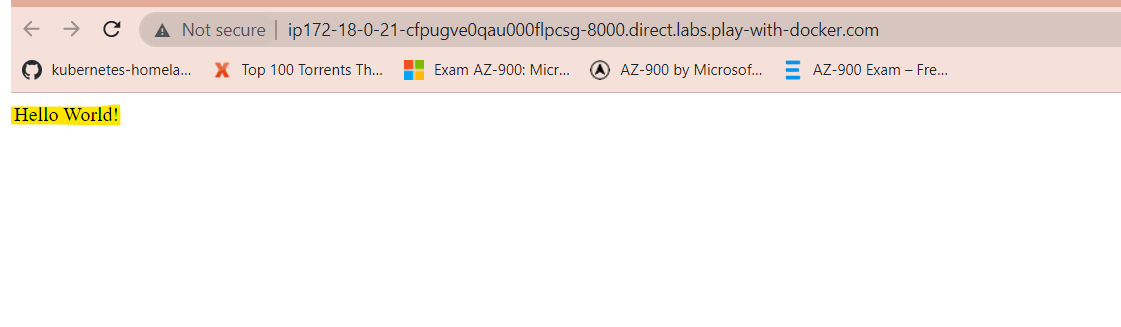 Not secure | ip172-18-0-21-cfpugve0qau000flpcsg-8000.direct.labs.play-with-docker.com
kubernetes-homela... Top 100 Torrents Th... Exam AZ-900: Micr... AZ-900 by Microsof... AZ-900 Exam – Fre...
Hello World!